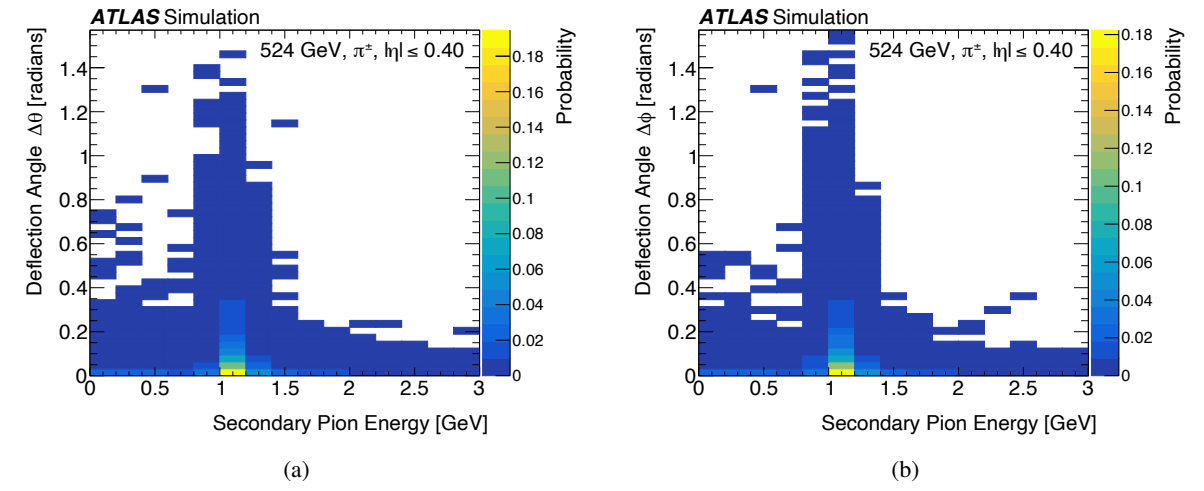 ATLAS Simulation
524 GeV, π±, |η| ≤ 0.40
Deflection Angle Δθ [radians]
1.4
1.2
1
0.8
0.6
0.4
0.2
0
0 0.5 1 1.5 2 2.5 3
Secondary Pion Energy [GeV]
0.18
0.16
0.14
0.12
0.1
0.08
0.06
0.04
0.02
0
Probability
(a)
ATLAS Simulation
524 GeV, π±, |η| ≤ 0.40
Deflection Angle Δϕ [radians]
1.4
1.2
1
0.8
0.6
0.4
0.2
0
0 0.5 1 1.5 2 2.5 3
Secondary Pion Energy [GeV]
0.18
0.16
0.14
0.12
0.1
0.08
0.06
0.04
0.02
0
Probability
(b)